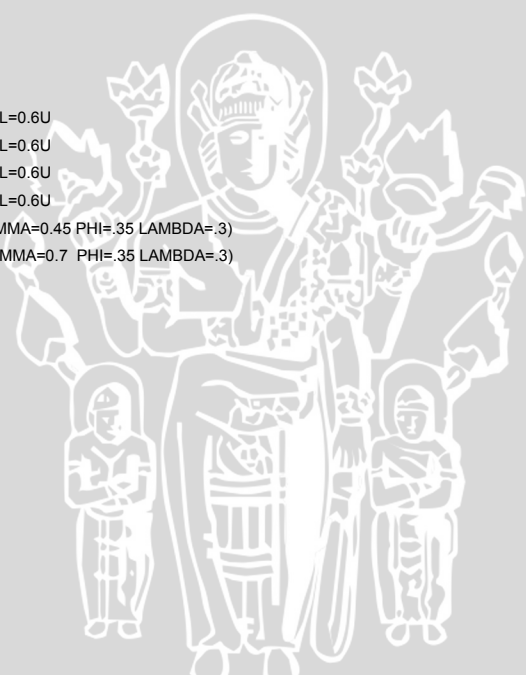 L=0.6U
L=0.6U
L=0.6U
L=0.6U
MMA=0.45 PHI=.35 LAMBDA=.3)
MMA=0.7  PHI=.35 LAMBDA=.3)